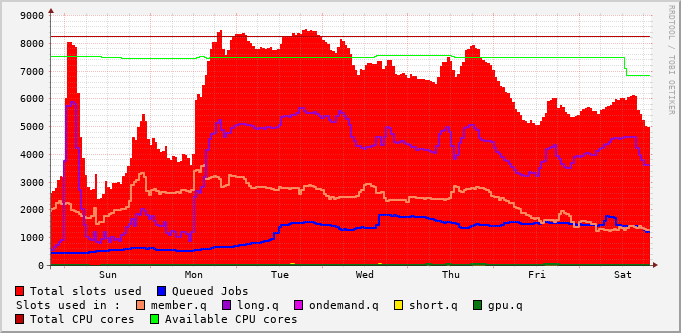 RRDTOOL / TOBI OETIKER
9000
8000
7000
6000
5000
4000
3000
2000
1000
0
Sun Mon Tue Wed Thu Fri Sat
Total slots used Queued Jobs
Slots used in : member.q long.q ondemand.q short.q gpu.q
Total CPU cores Available CPU cores